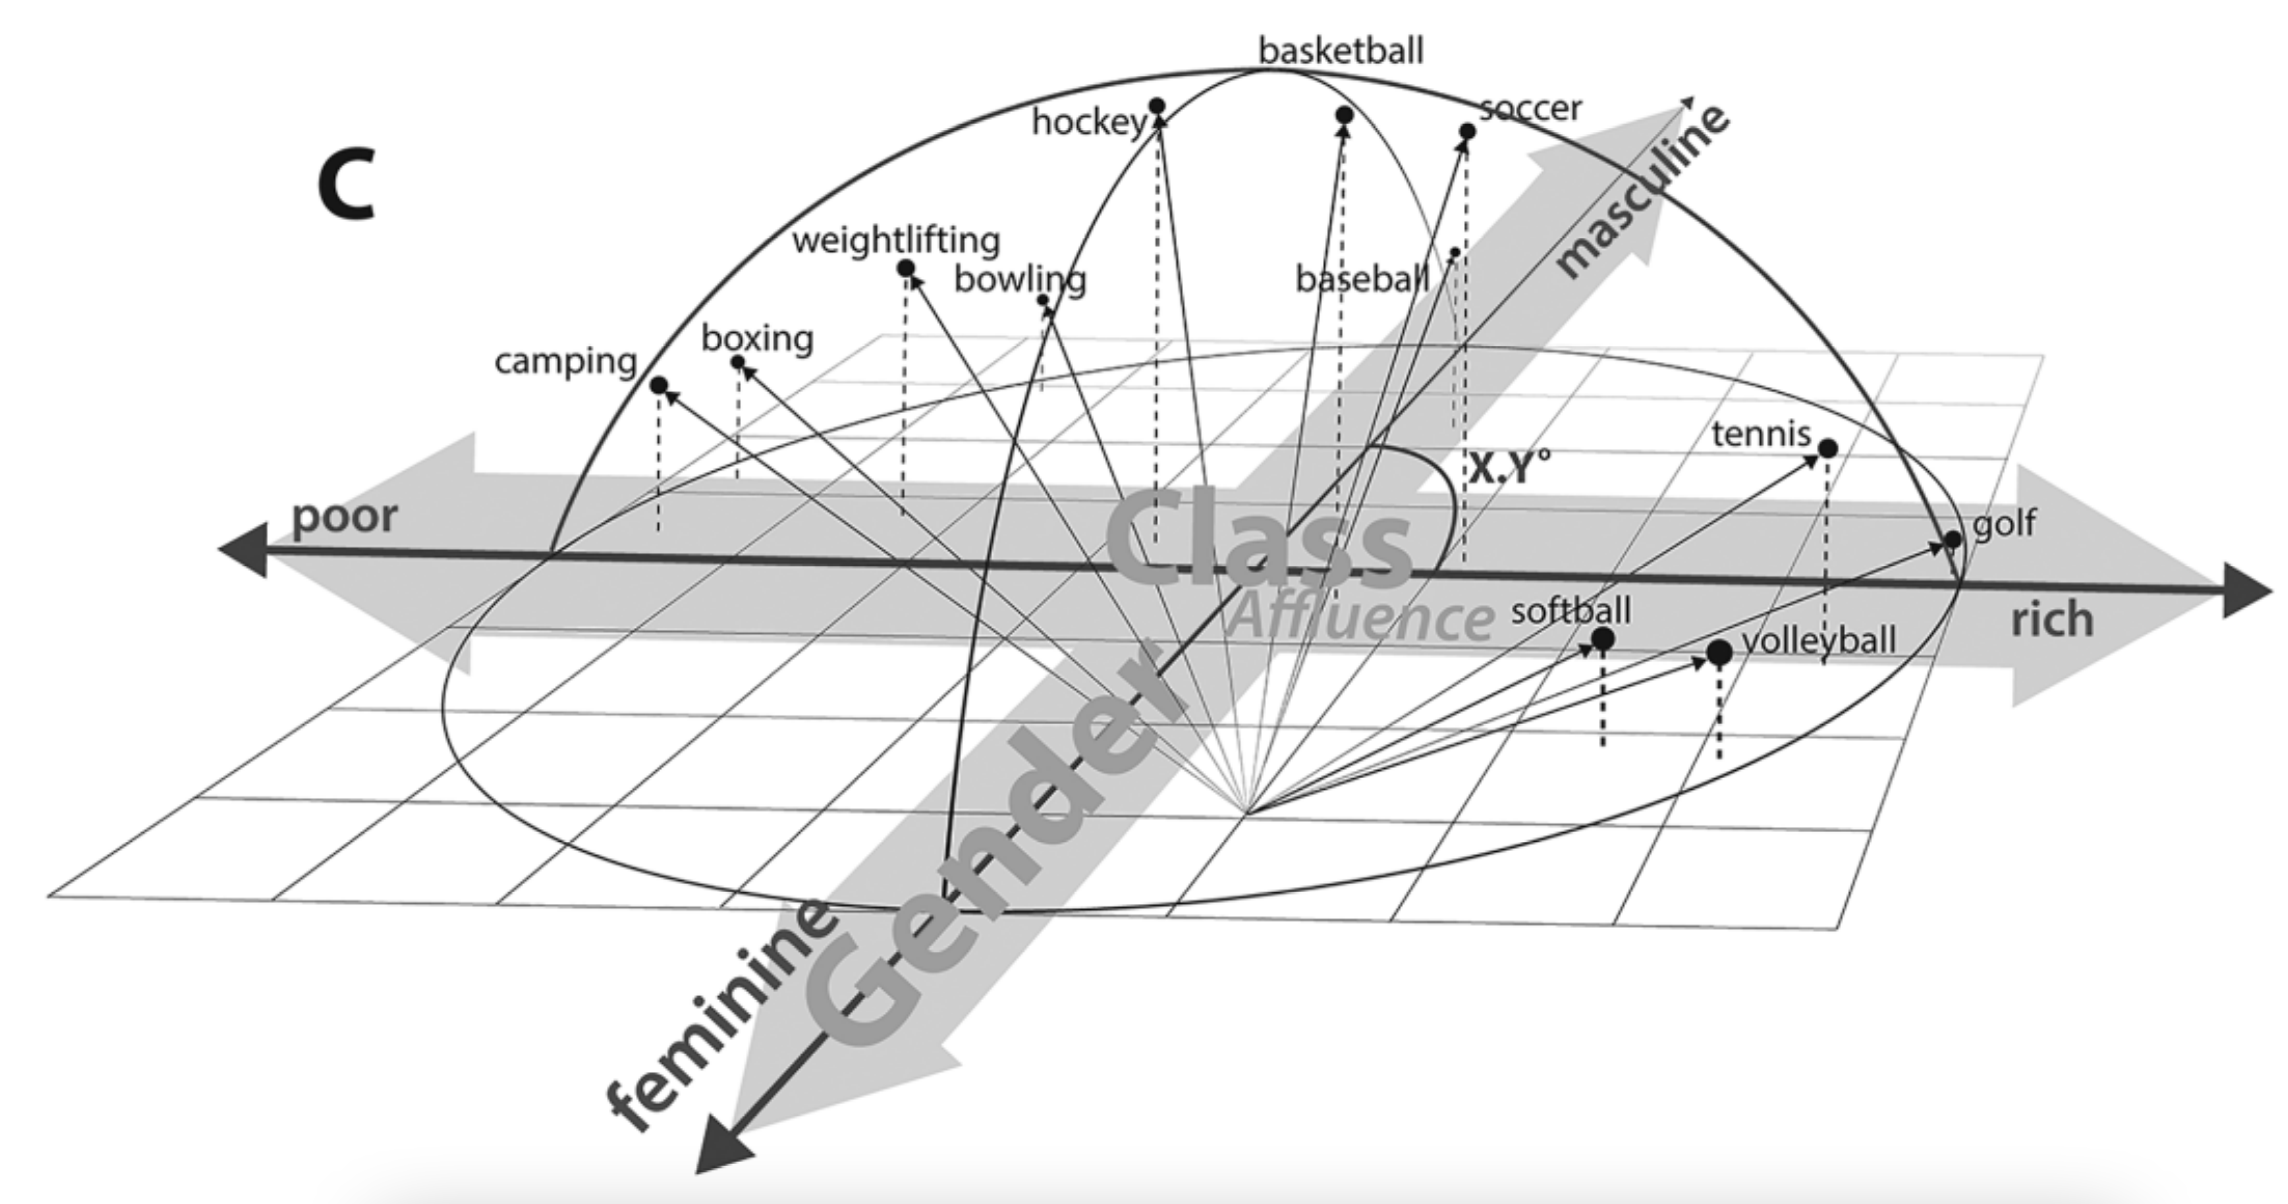 basketball
hockey
soccer
C
masculine
weightlifting
bowling
baseball
boxing
camping
tennis
X.Y°
poor
Class
golf
Affluence
softball
rich
volleyball
Gender
feminine